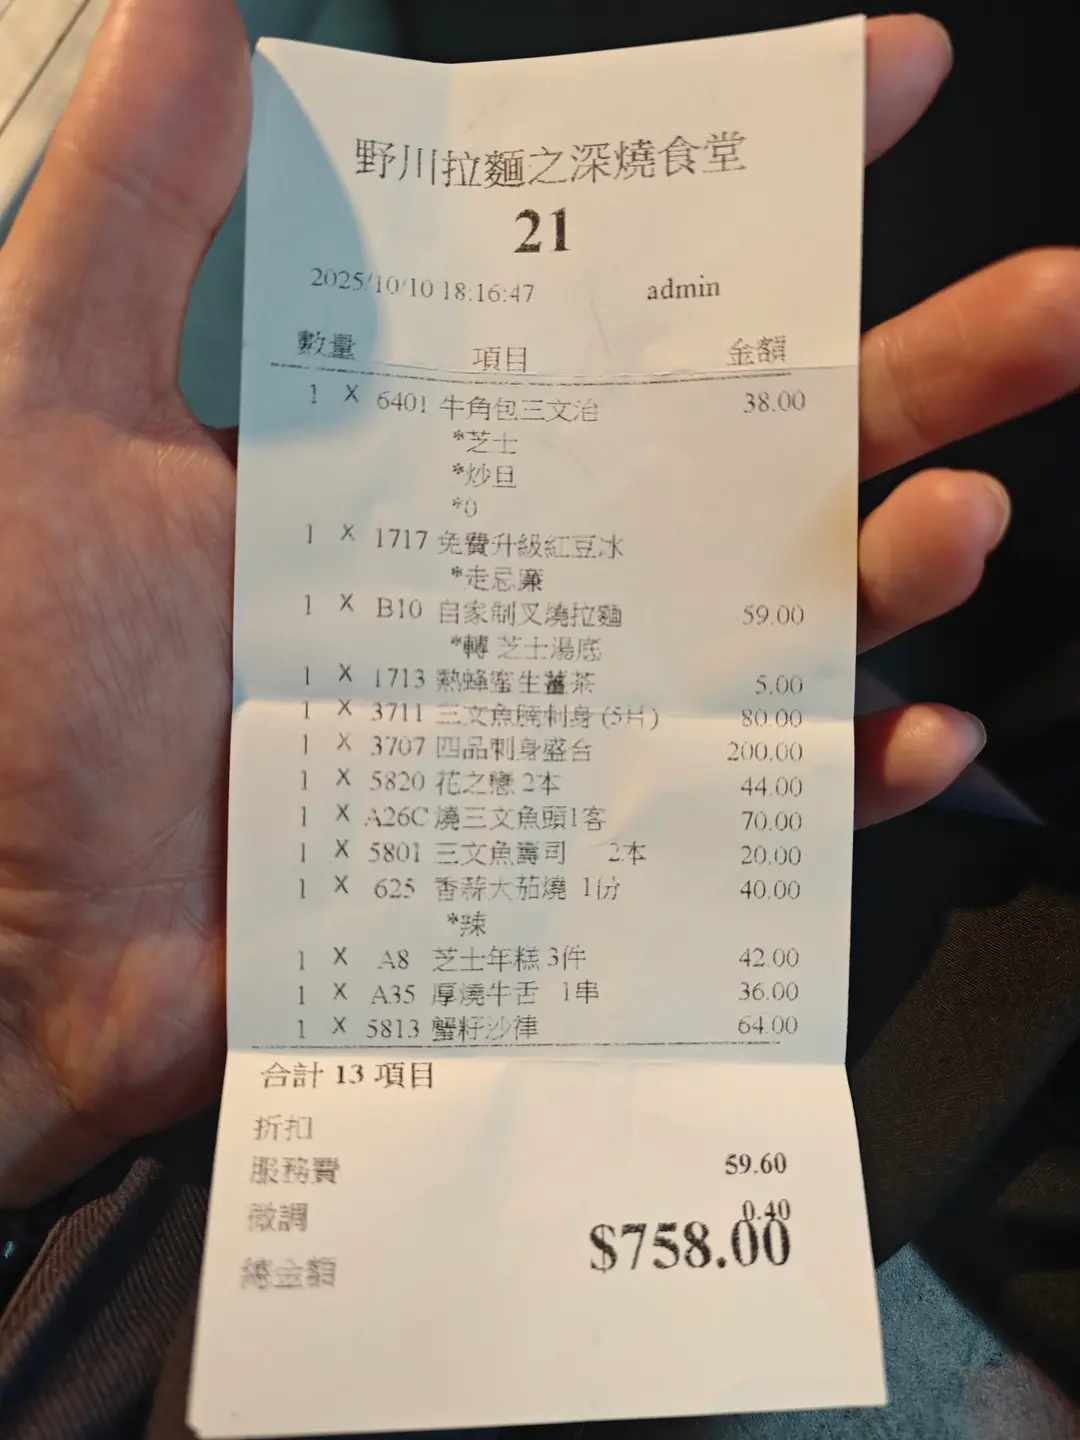 野川拉麵之深燒食堂
21
2025/10/10 18:16:47 admin
數量 項目 金額
1 X 6401 牛角包三文治 38.00
*芝士
*炒旦
*0
1 X 1717 免費升級紅豆冰
*走忌廉
1 X B10 自家制叉燒拉麵 59.00
*轉 芝士湯底
1 X 1713 熱蜂蜜生薑茶 5.00
1 X 3711 三文魚腩刺身 (5片) 80.00
1 X 3707 四品刺身盛台 200.00
1 X 5820 花之戀 2本 44.00
1 X A26C 燒三文魚頭1客 70.00
1 X 5801 三文魚壽司 2本 20.00
1 X 625 香蒜大茄燒 1份 40.00
*辣
1 X A8 芝士年糕 3件 42.00
1 X A35 厚燒牛舌 1串 36.00
1 X 5813 蟹籽沙律 64.00
合計 13 項目
折扣
服務費 59.60
微調 0.40
總金額 $758.00